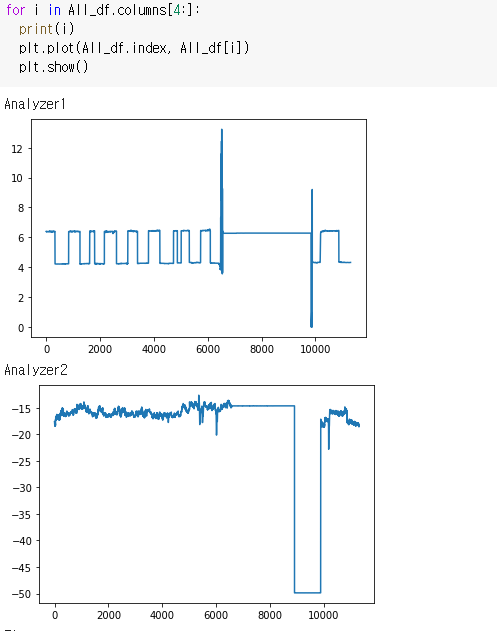 for i in All_df.columns[4:]:
print(i)
plt.plot(All_df.index, All_df[i])
plt.show()
Analyzer1
12
10
8
6
4
2
0
0 2000 4000 6000 8000 10000
Analyzer2
−15
−20
−25
−30
−35
−40
−45
−50
0 2000 4000 6000 8000 10000